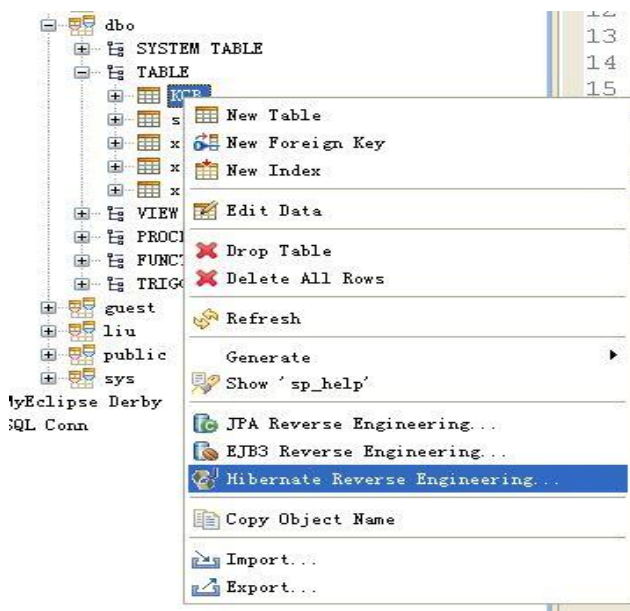 dbo
SYSTEM TABLE
TABLE
KCB
s
x
x
x
VIEW
PROC
FUNCT
TRIG
guest
liu
public
sys
MyEclipse Derby
SQL Conn
New Table
New Foreign Key
New Index
Edit Data
Drop Table
Delete All Rows
Refresh
Generate
Show 'sp_help'
JPA Reverse Engineering...
EJB3 Reverse Engineering...
Hibernate Reverse Engineering...
Copy Object Name
Import...
Export...
12
13
14
15